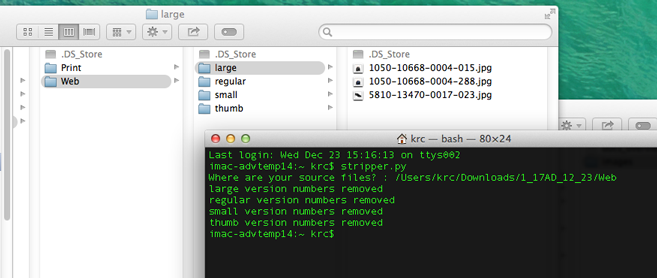 large
.DS_Store
Print
Web
.DS_Store
large
regular
small
thumb
.DS_Store
1050-10668-0004-015.jpg
1050-10668-0004-288.jpg
5810-13470-0017-023.jpg
krc — bash — 80×24
Last login: Wed Dec 23 15:16:13 on ttys002
imac-advtemp14:~ krc$ stripper.py
Where are your source files? : /Users/krc/Downloads/1_17AD_12_23/Web
large version numbers removed
regular version numbers removed
small version numbers removed
thumb version numbers removed
imac-advtemp14:~ krc$